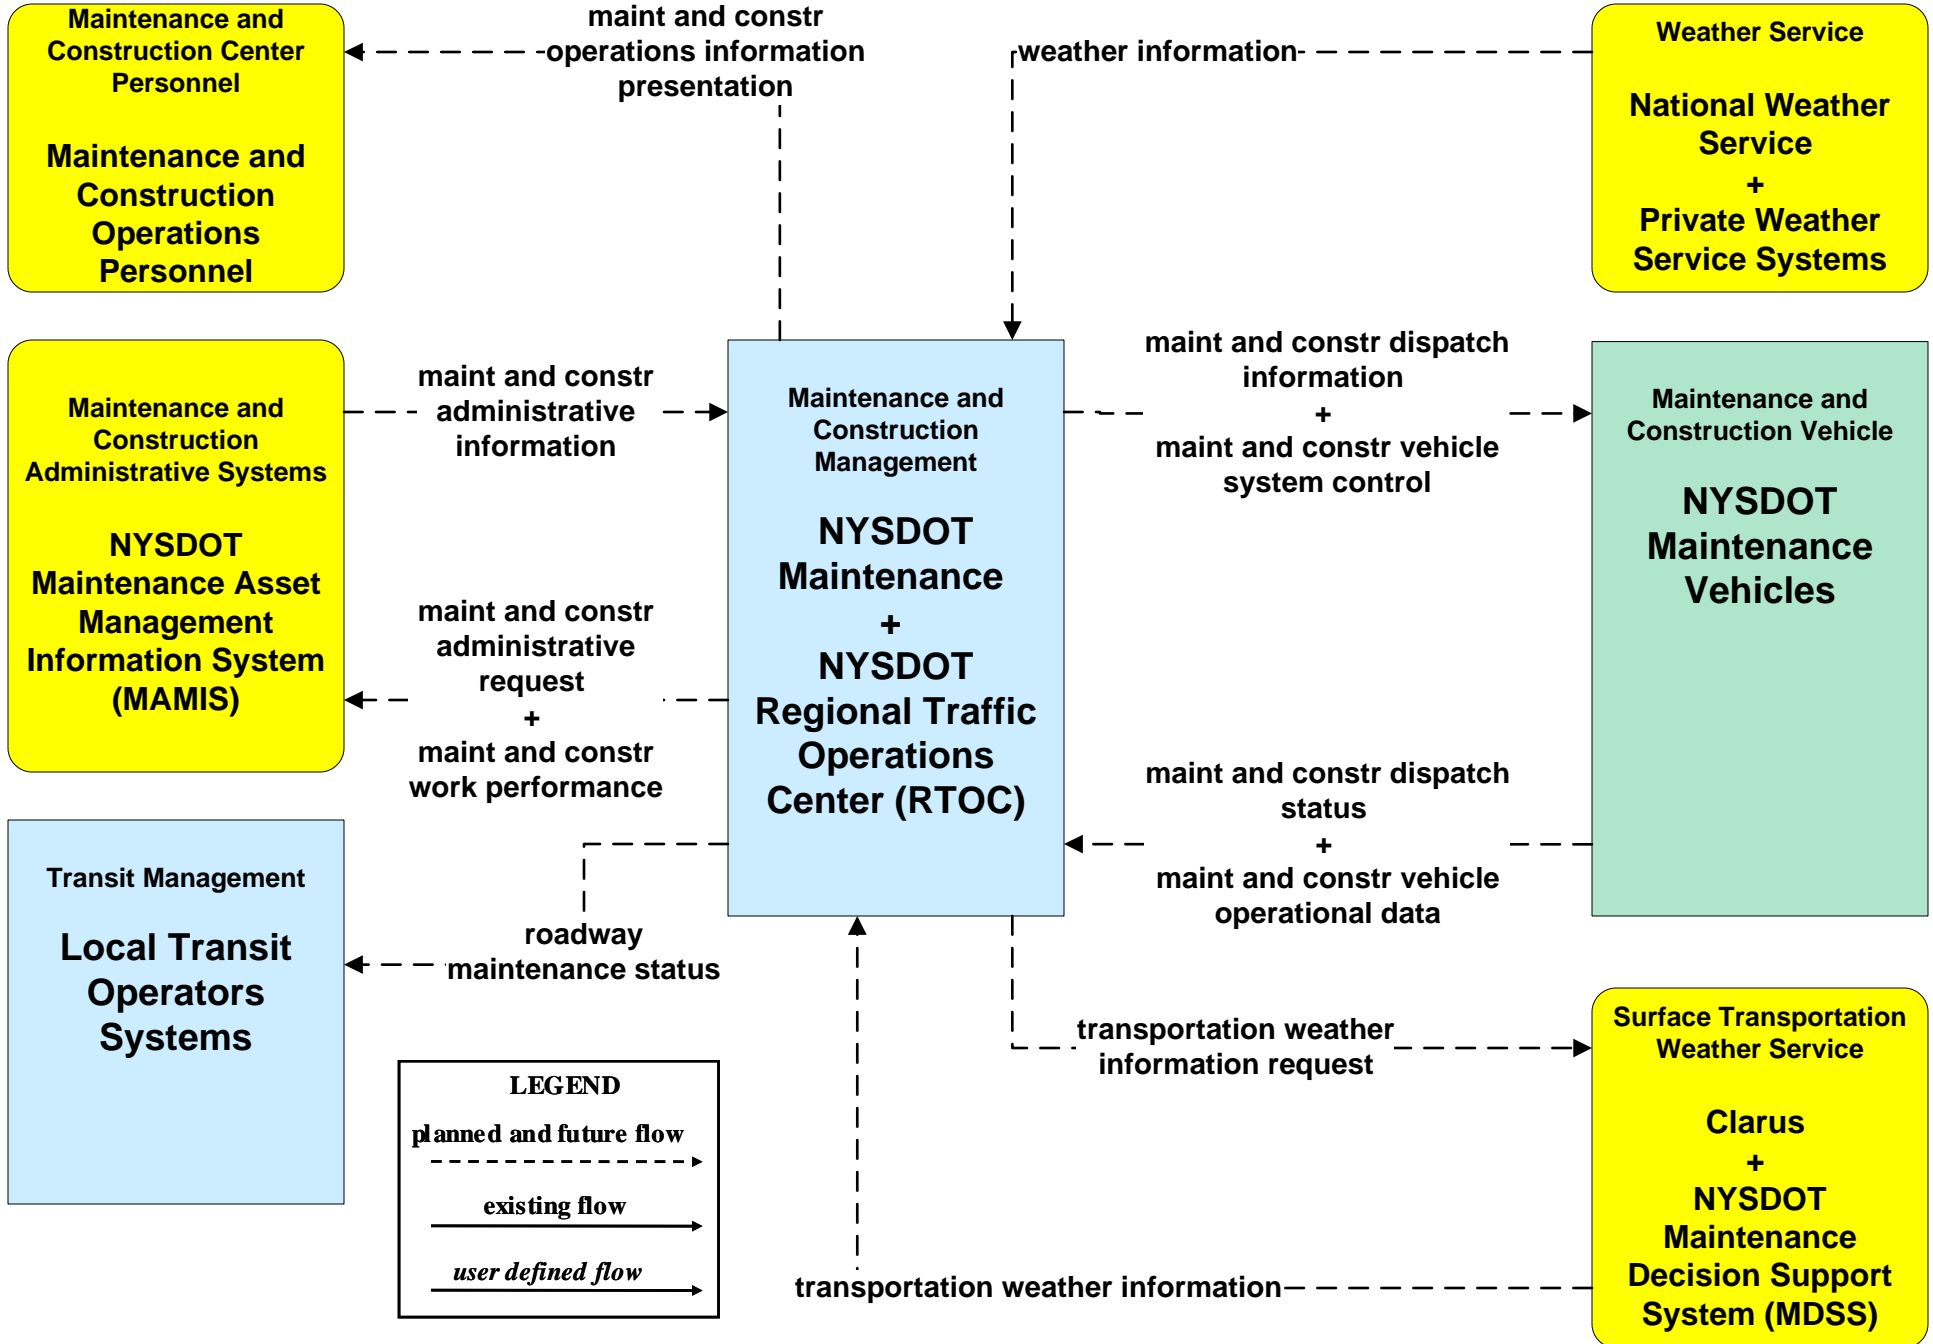 Maintenance and
Construction Center
Personnel
Maintenance and
Construction
Operations
Personnel
maint and constr
operations information
presentation
weather information
Weather Service
National Weather
Service
+
Private Weather
Service Systems
Maintenance and
Construction
Administrative Systems
NYSDOT
Maintenance Asset
Management
Information System
(MAMIS)
maint and constr
administrative
information
maint and constr
administrative
request
+
maint and constr
work performance
Maintenance and
Construction
Management
NYSDOT
Maintenance
+
NYSDOT
Regional Traffic
Operations
Center (RTOC)
maint and constr dispatch
information
+
maint and constr vehicle
system control
maint and constr dispatch
status
+
maint and constr vehicle
operational data
Maintenance and
Construction Vehicle
NYSDOT
Maintenance
Vehicles
Transit Management
Local Transit
Operators
Systems
roadway
maintenance status
transportation weather
information request
transportation weather information
Surface Transportation
Weather Service
Clarus
+
NYSDOT
Maintenance
Decision Support
System (MDSS)
LEGEND
planned and future flow
existing flow
user defined flow